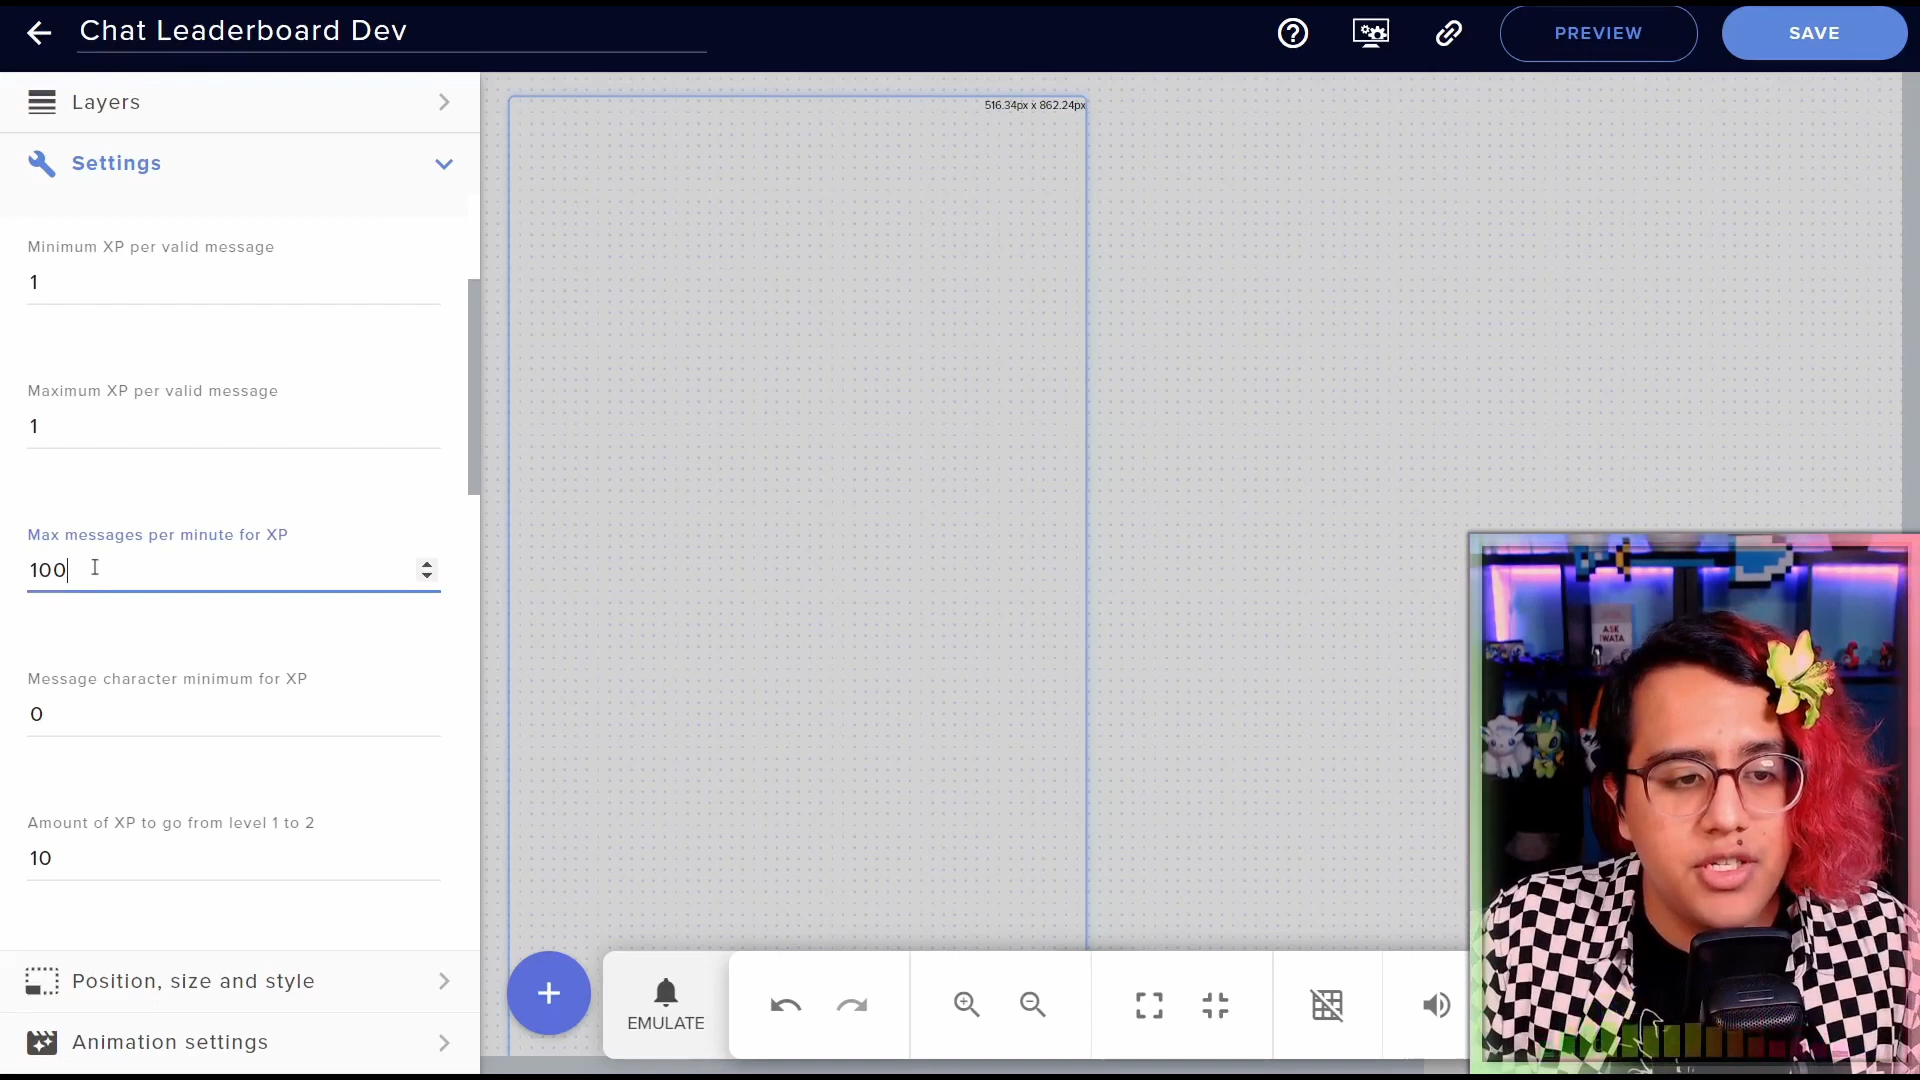 Chat Leaderboard Dev
PREVIEW
SAVE
Layers
516.34px x 862.24px
Settings
Minimum XP per valid message
1
Maximum XP per valid message
1
Max messages per minute for XP
100
Message character minimum for XP
0
Amount of XP to go from level 1 to 2
10
Position, size and style
Animation settings
EMULATE
ASK
IWATA